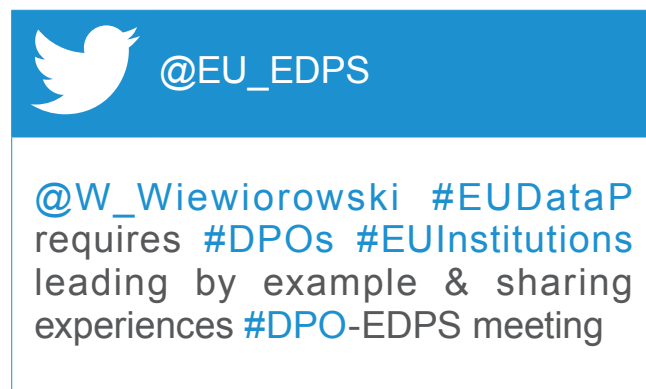 @EU_EDPS
@W_Wiewiorowski #EUDataP
requires #DPOs #EUInstitutions
leading by example & sharing
experiences #DPO-EDPS meeting